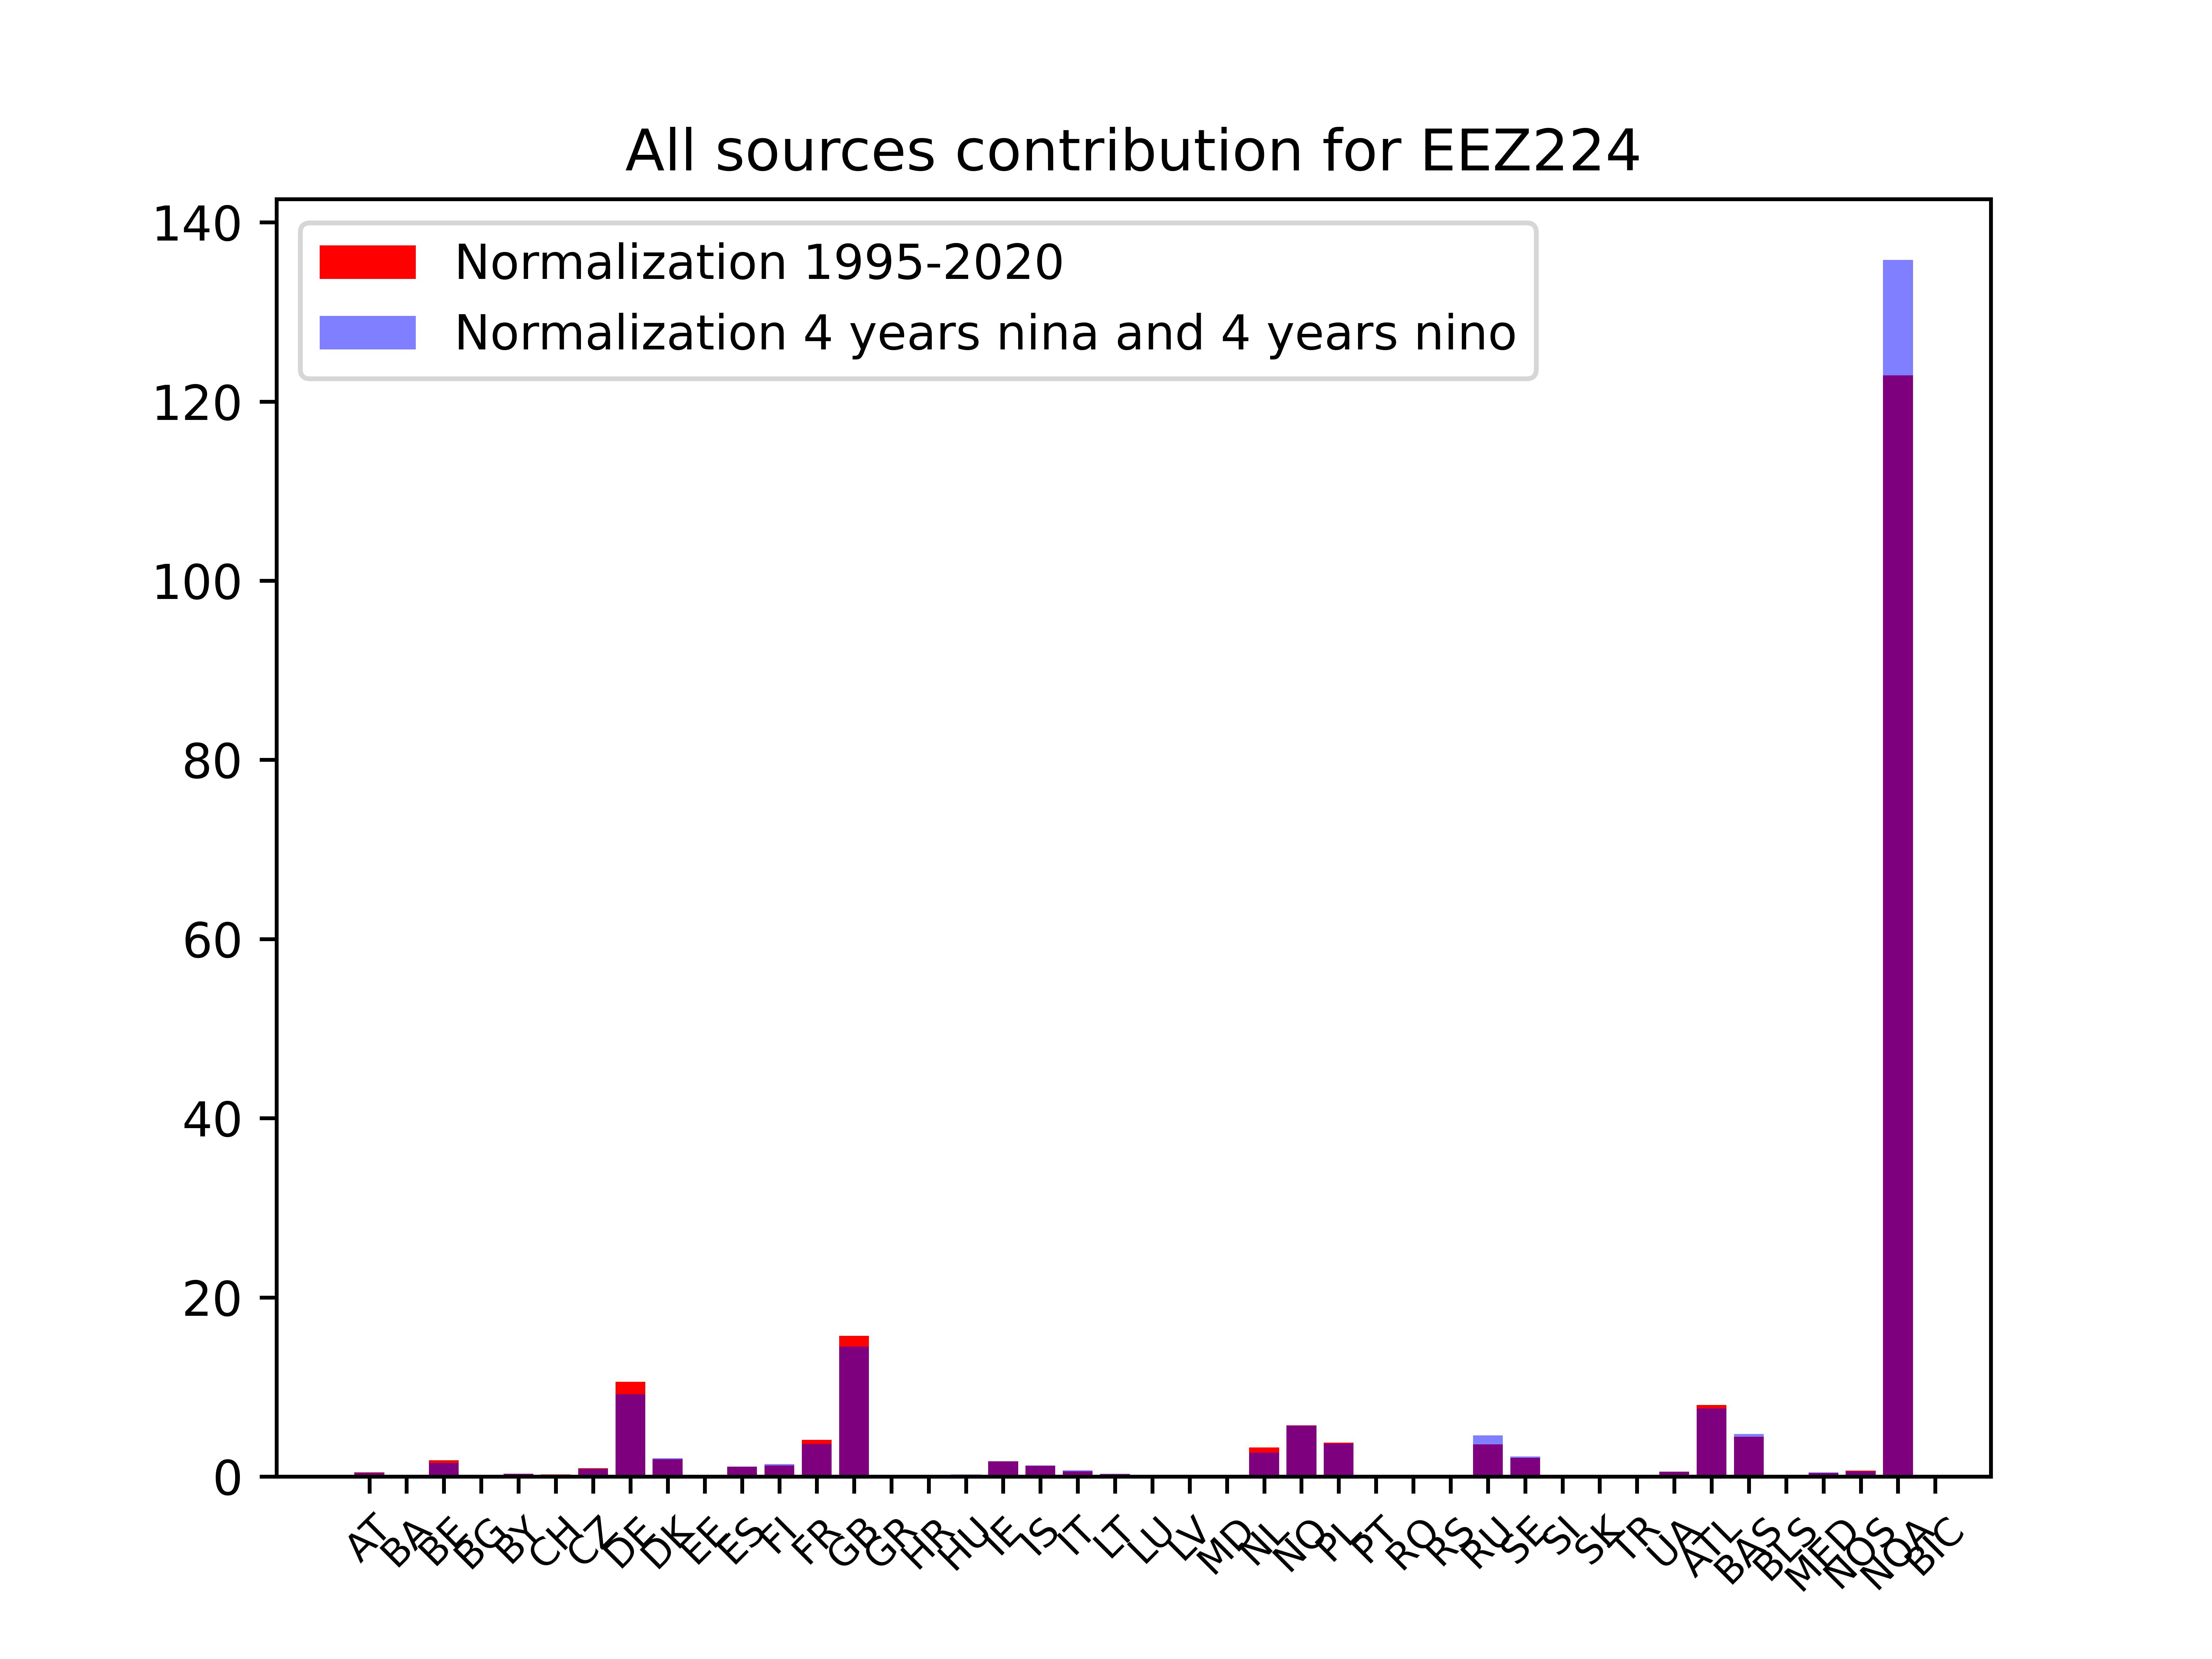 All sources contribution for EEZ224
Normalization 1995-2020
Normalization 4 years nina and 4 years nino
140
120
100
80
60
40
20
0
AT BA BE BG BY CH CZ DE DK EE ES FI FR GB GR HR HU IE IS IT LT LU LV MD NL NO PL PT RO RS RU SE SI SK TR UA ATL BAS BLS MED NOS NOA BIC